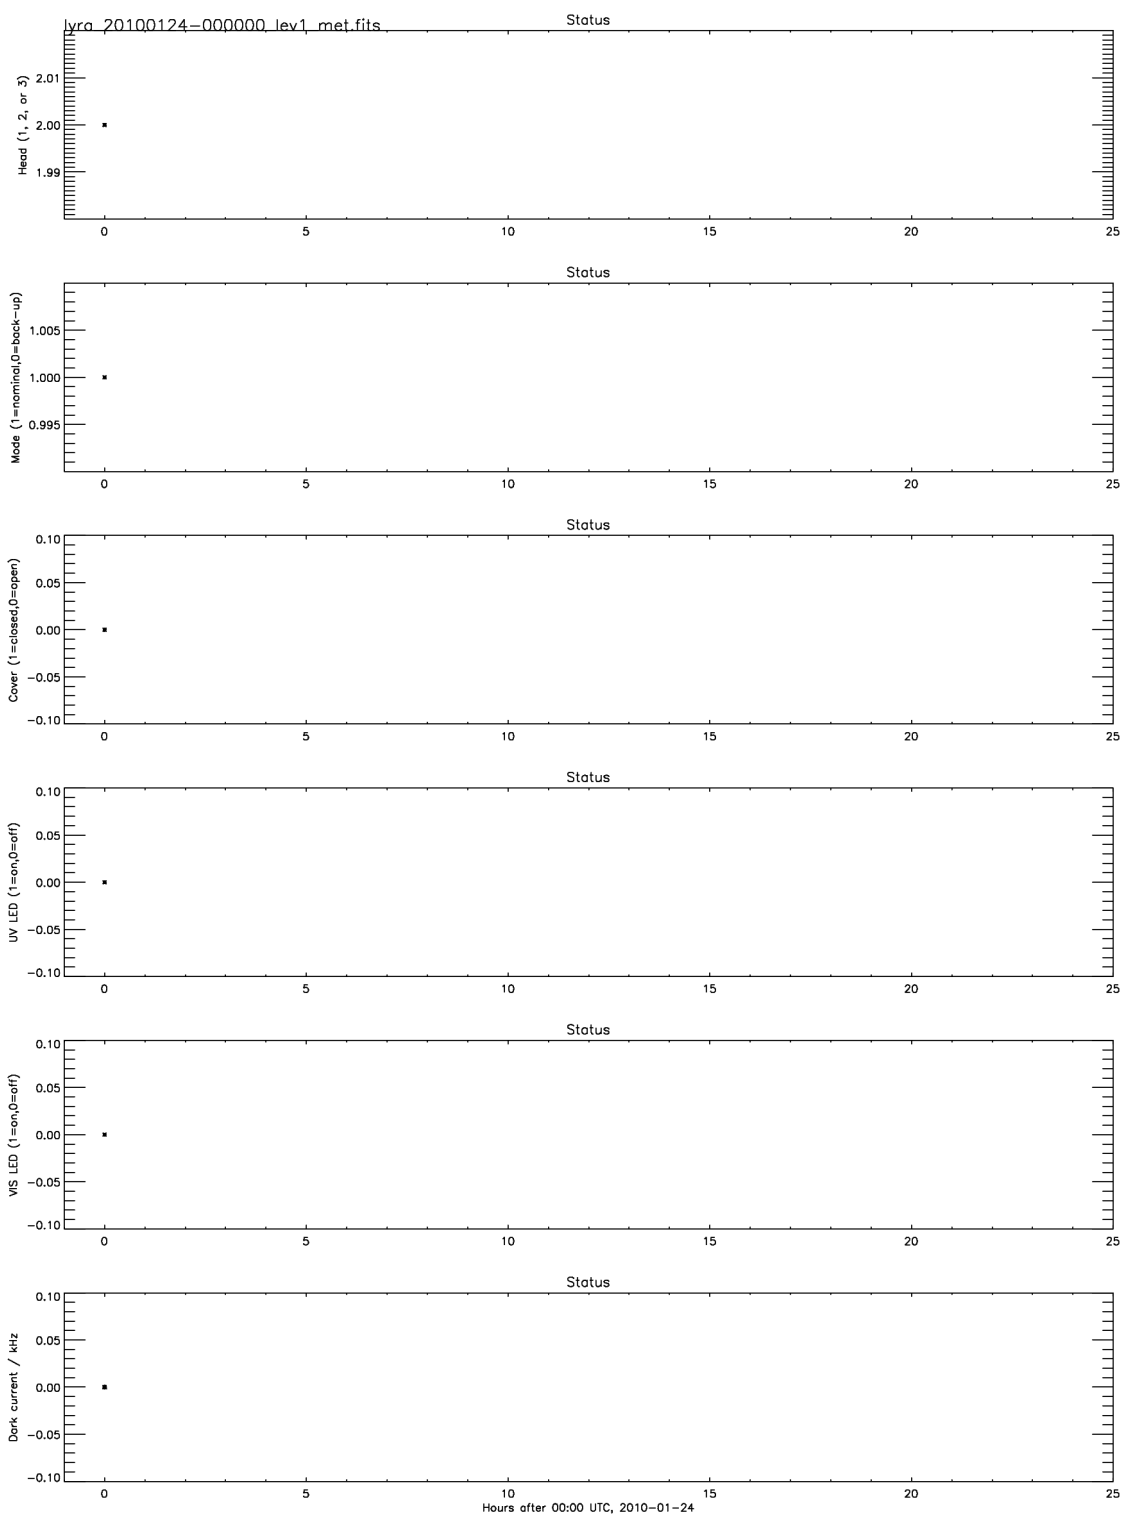 lyra_20100124-000000_lev1_met.fits
Status
Head (1, 2, or 3)
2.01
2.00
1.99
0 5 10 15 20 25
Status
Mode (1=nominal,0=back-up)
1.005
1.000
0.995
0 5 10 15 20 25
Status
Cover (1=closed,0=open)
0.10
0.05
0.00
-0.05
-0.10
0 5 10 15 20 25
Status
UV LED (1=on,0=off)
0.10
0.05
0.00
-0.05
-0.10
0 5 10 15 20 25
Status
VIS LED (1=on,0=off)
0.10
0.05
0.00
-0.05
-0.10
0 5 10 15 20 25
Status
Dark current / kHz
0.10
0.05
0.00
-0.05
-0.10
0 5 10 15 20 25
Hours after 00:00 UTC, 2010-01-24